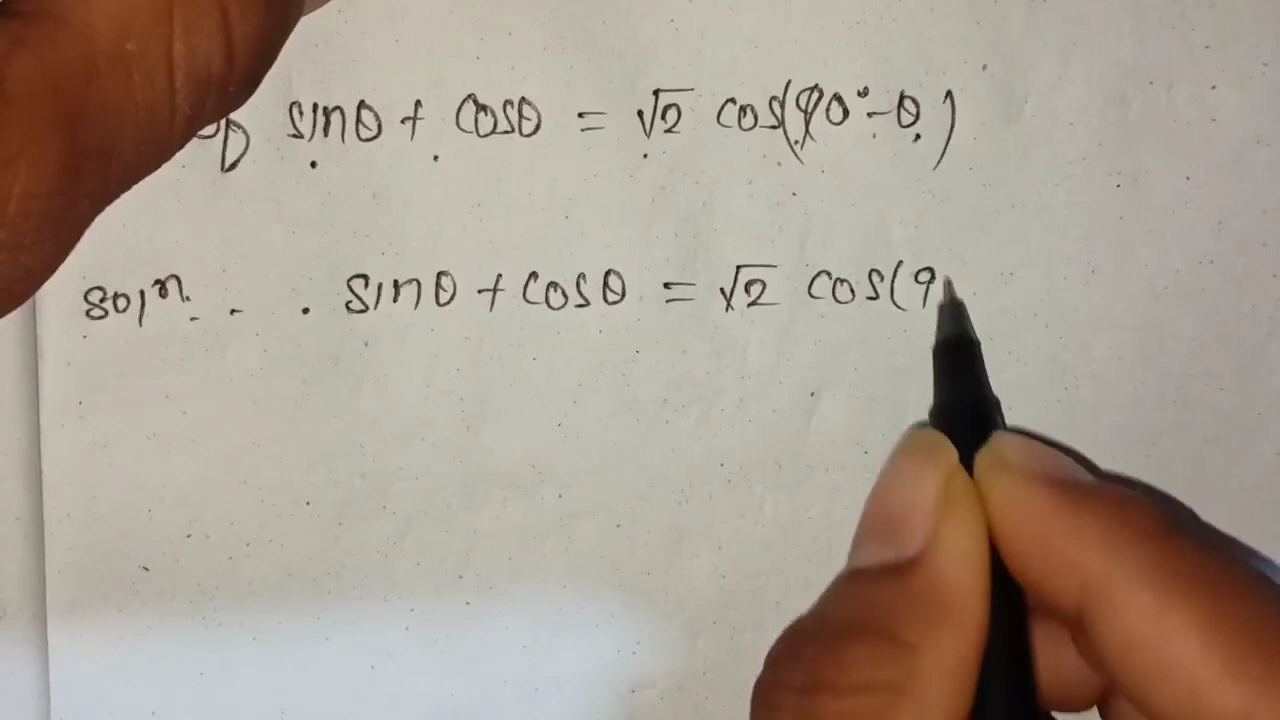 sinθ + cosθ = √2 cos(90°-θ)
Solⁿ. . . sinθ + cosθ = √2 cos(9